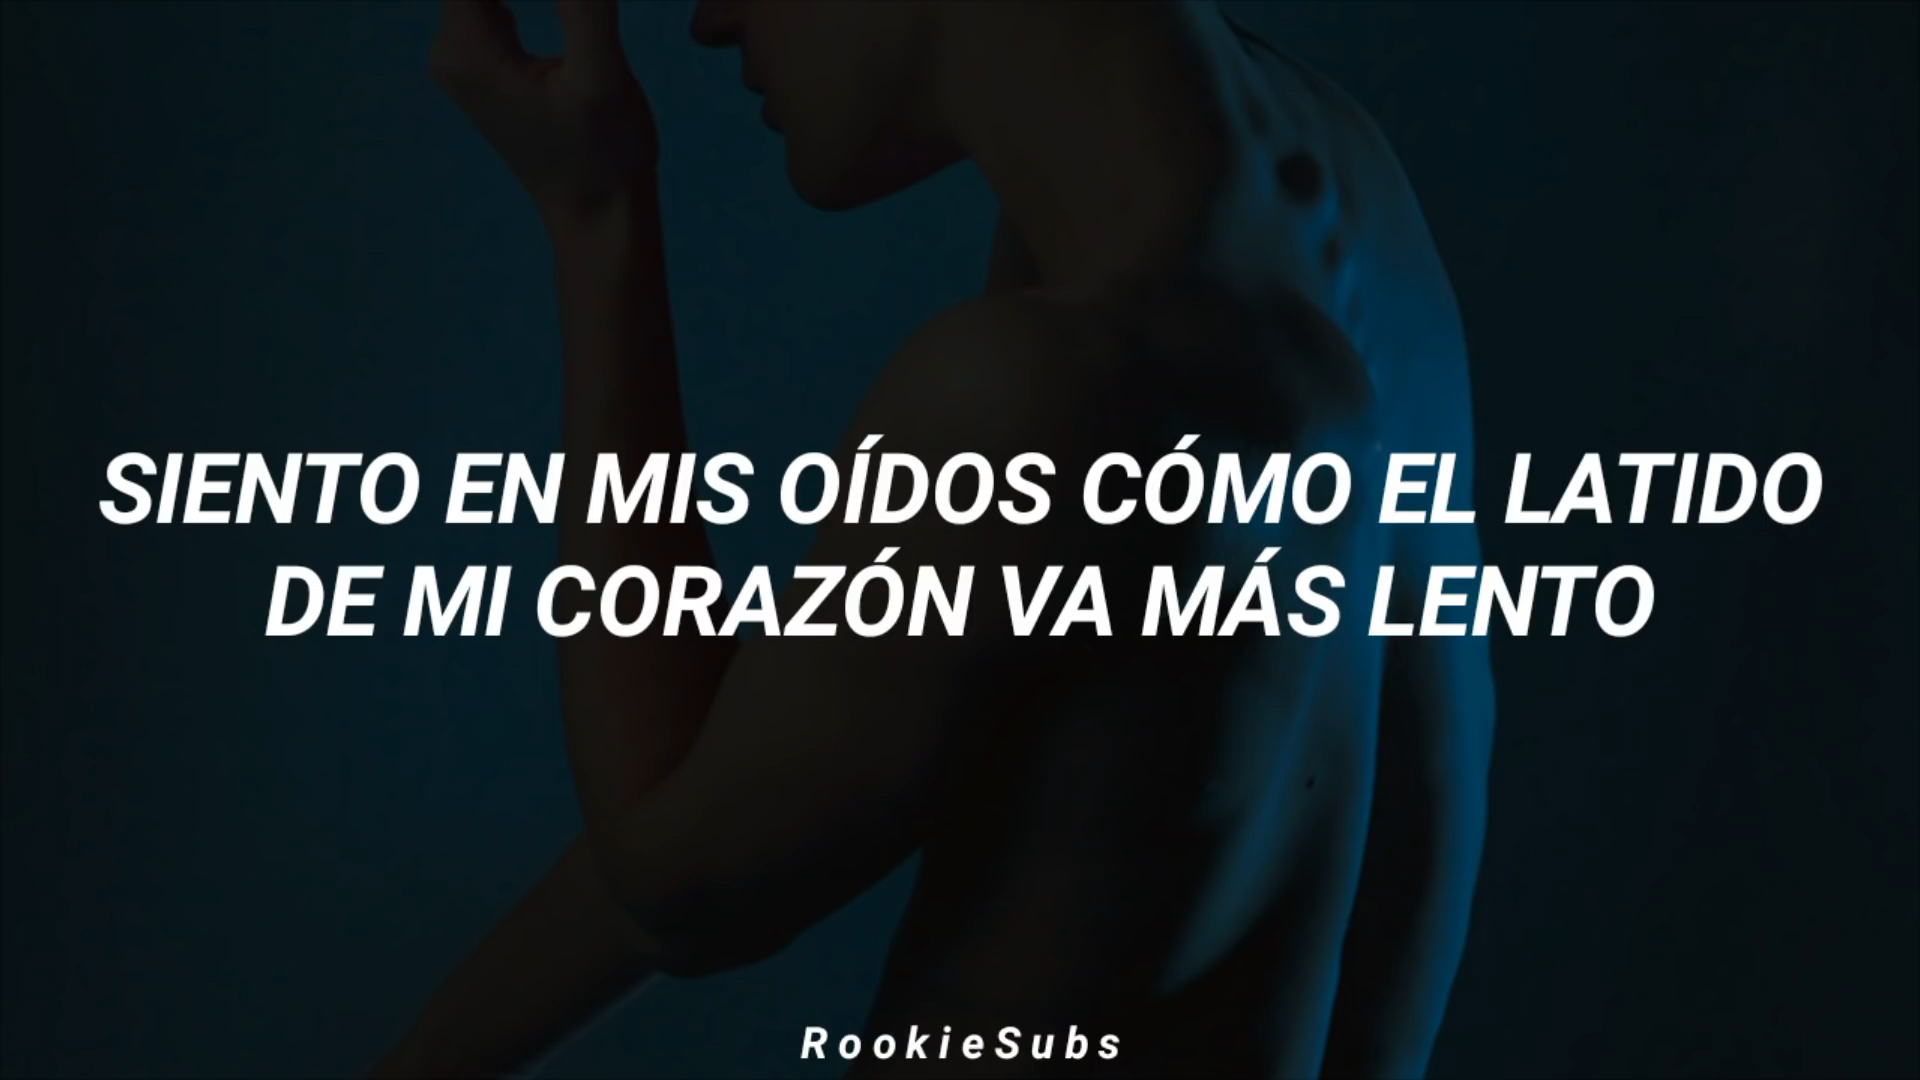 SIENTO EN MIS OÍDOS CÓMO EL LATIDO
DE MI CORAZÓN VA MÁS LENTO
RookieSubs